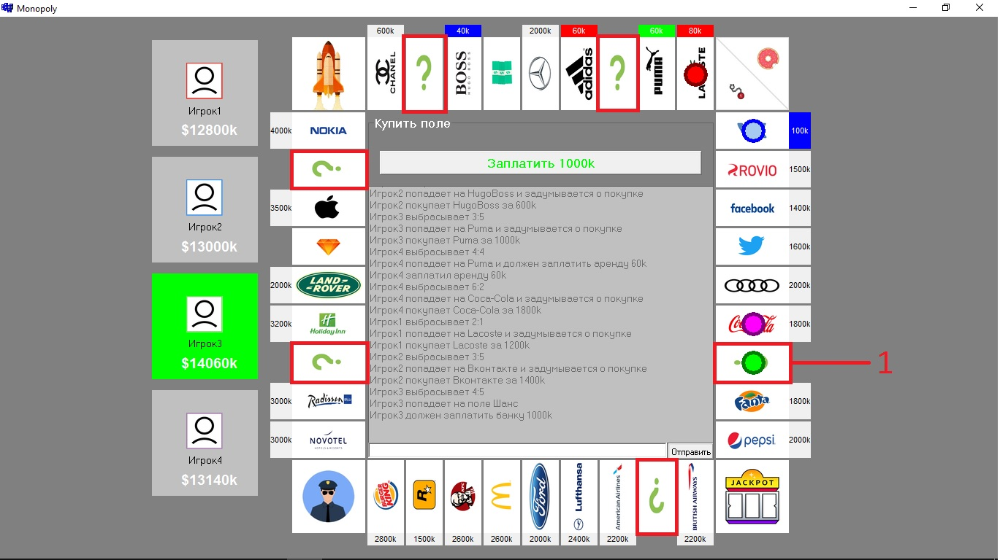 Monopoly
600k
40k
2000k
60k
60k
80k
CHANEL
?
BOSS
HUGO BOSS
adidas
?
PUMA
Игрок1
$12800k
Игрок2
$13000k
Игрок3
$14060k
Игрок4
$13140k
4000k
NOKIA
?
3500k
2000k
LAND-
ROVER
3200k
H
Holiday Inn
?
3000k
Radisson BLU
3000k
NOVOTEL
HOTELS & RESORTS
Купить поле
Заплатить 1000k
Игрок2 попадает на HugoBoss и задумывается о покупке
Игрок2 покупает HugoBoss за 600k
Игрок3 выбрасывает 3:5
Игрок3 попадает на Puma и задумывается о покупке
Игрок3 покупает Puma за 1000k
Игрок4 выбрасывает 4:4
Игрок4 попадает на Puma и должен заплатить аренду 60k
Игрок4 заплатил аренду 60k
Игрок4 выбрасывает 6:2
Игрок4 попадает на Coca-Cola и задумывается о покупке
Игрок4 покупает Coca-Cola за 1800k
Игрок1 выбрасывает 2:1
Игрок1 попадает на Lacoste и задумывается о покупке
Игрок1 покупает Lacoste за 1200k
Игрок2 выбрасывает 3:5
Игрок2 попадает на Вконтакте и задумывается о покупке
Игрок2 покупает Вконтакте за 1400k
Игрок3 выбрасывает 4:5
Игрок3 попадает на поле Шанс
Игрок3 должен заплатить банку 1000k
Отправить
100k
ROVIO
1500k
facebook
1400k
1600k
2000k
1800k
1
Fanta
1800k
pepsi
2000k
BURGER KING
R
KFC
Ford
Lufthansa
American Airlines
?
BRITISH AIRWAYS
JACKPOT
2800k
1500k
2600k
2600k
2000k
2400k
2200k
2200k